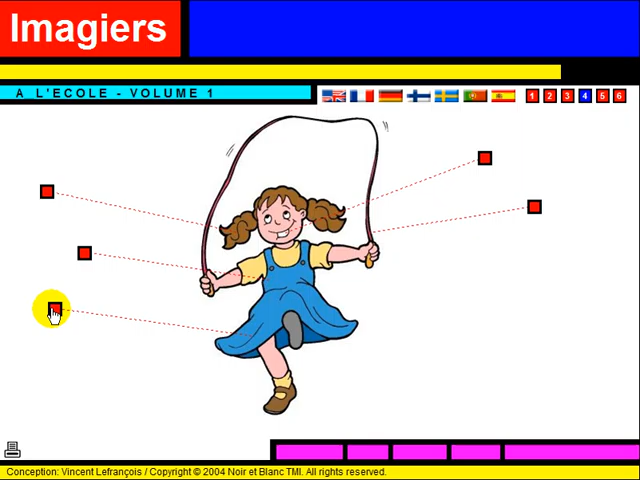 Imagiers
A L'ECOLE - VOLUME 1
1 2 3 4 5 6
Conception: Vincent Lefrançois / Copyright © 2004 Noir et Blanc TMI. All rights reserved.